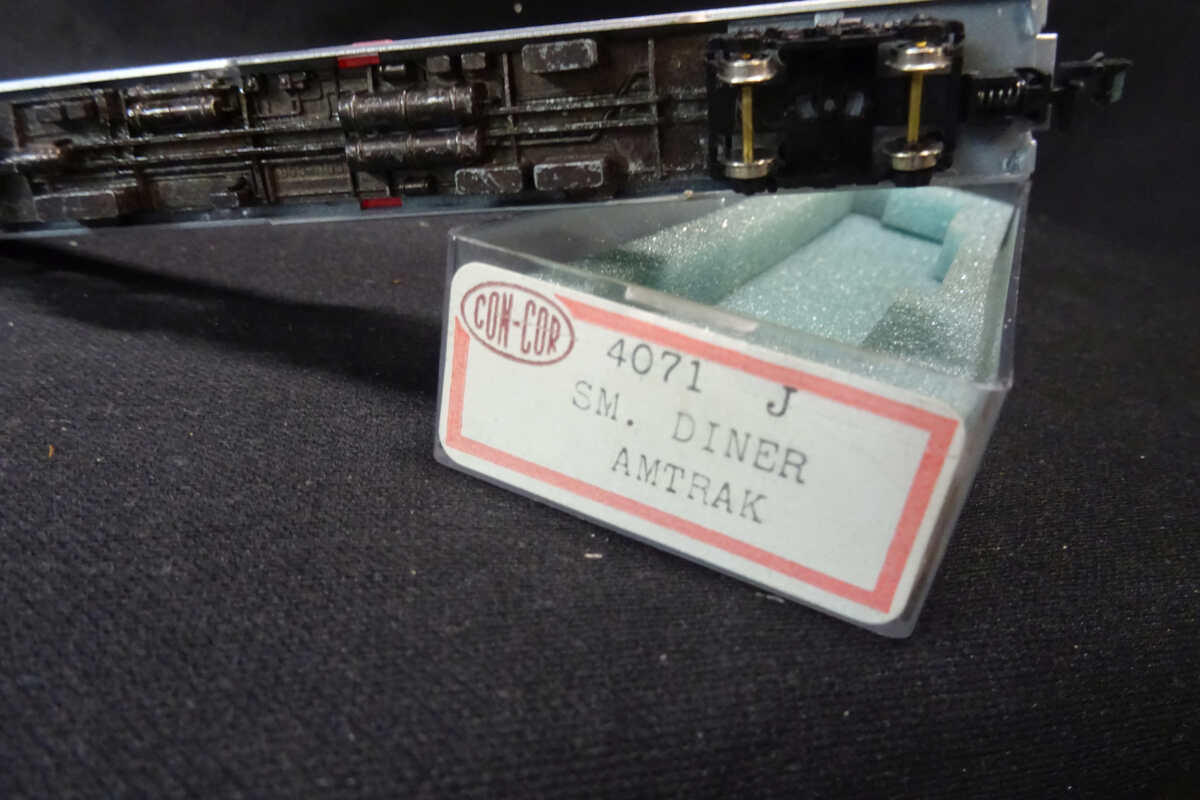 CON-COR
4071 J
SM. DINER
AMTRAK